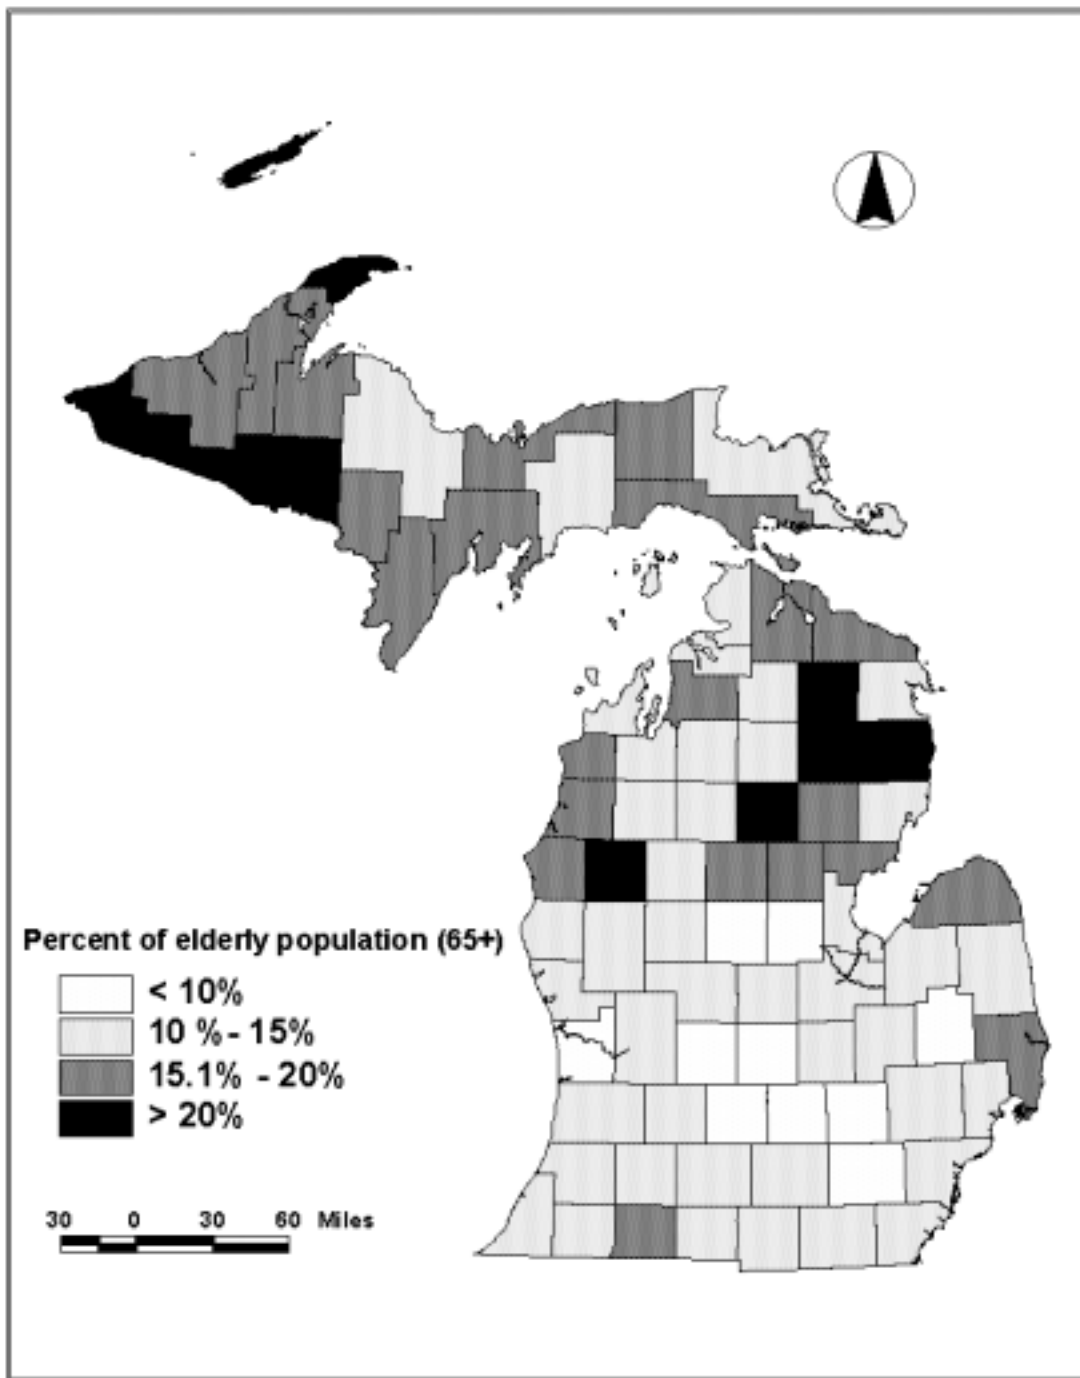 Percent of elderly population (65+)
< 10%
10 %- 15%
15.1% - 20%
> 20%
30 0 30 60 Miles